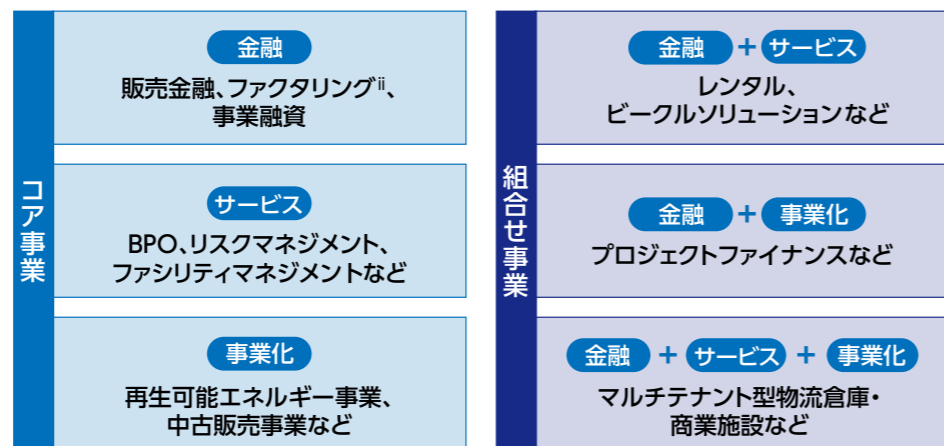 コア事業
金融
販売金融、ファクタリングⅱ、
事業融資
サービス
BPO、リスクマネジメント、
ファシリティマネジメントなど
事業化
再生可能エネルギー事業、
中古販売事業など
組合せ事業
金融 + サービス
レンタル、
ビークルソリューションなど
金融 + 事業化
プロジェクトファイナンスなど
金融 + サービス + 事業化
マルチテナント型物流倉庫・
商業施設など